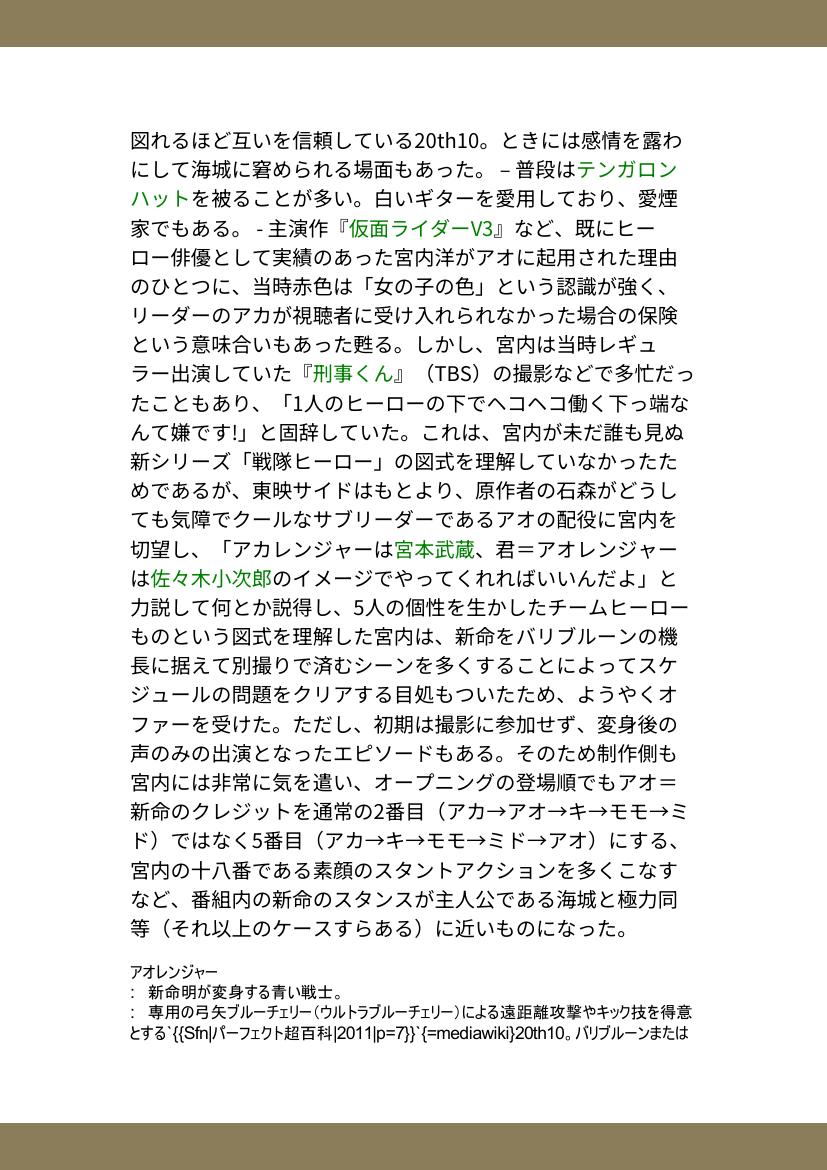 図れるほど互いを信頼している20th10。ときには感情を露わ
にして海城に窘められる場面もあった。 – 普段はテンガロン
ハットを被ることが多い。白いギターを愛用しており、愛煙
家でもある。 - 主演作『仮面ライダーV3』など、既にヒー
ロー俳優として実績のあった宮内洋がアオに起用された理由
のひとつに、当時赤色は「女の子の色」という認識が強く、
リーダーのアカが視聴者に受け入れられなかった場合の保険
という意味合いもあった甦る。しかし、宮内は当時レギュ
ラー出演していた『刑事くん』（TBS）の撮影などで多忙だっ
たこともあり、「1人のヒーローの下でヘコヘコ働く下っ端な
んて嫌です!」と固辞していた。これは、宮内が未だ誰も見ぬ
新シリーズ「戦隊ヒーロー」の図式を理解していなかったた
めであるが、東映サイドはもとより、原作者の石森がどうし
ても気障でクールなサブリーダーであるアオの配役に宮内を
切望し、「アカレンジャーは宮本武蔵、君＝アオレンジャー
は佐々木小次郎のイメージでやってくれればいいんだよ」と
力説して何とか説得し、5人の個性を生かしたチームヒーロー
ものという図式を理解した宮内は、新命をバリブルーンの機
長に据えて別撮りで済むシーンを多くすることによってスケ
ジュールの問題をクリアする目処もついたため、ようやくオ
ファーを受けた。ただし、初期は撮影に参加せず、変身後の
声のみの出演となったエピソードもある。そのため制作側も
宮内には非常に気を遣い、オープニングの登場順でもアオ＝
新命のクレジットを通常の2番目（アカ→アオ→キ→モモ→ミ
ド）ではなく5番目（アカ→キ→モモ→ミド→アオ）にする、
宮内の十八番である素顔のスタントアクションを多くこなす
など、番組内の新命のスタンスが主人公である海城と極力同
等（それ以上のケースすらある）に近いものになった。
アオレンジャー
:　新命明が変身する青い戦士。
:　専用の弓矢ブルーチェリー（ウルトラブルーチェリー）による遠距離攻撃やキック技を得意
とする`{{Sfn|パーフェクト超百科|2011|p=7}}`{=mediawiki}20th10。バリブルーンまたは